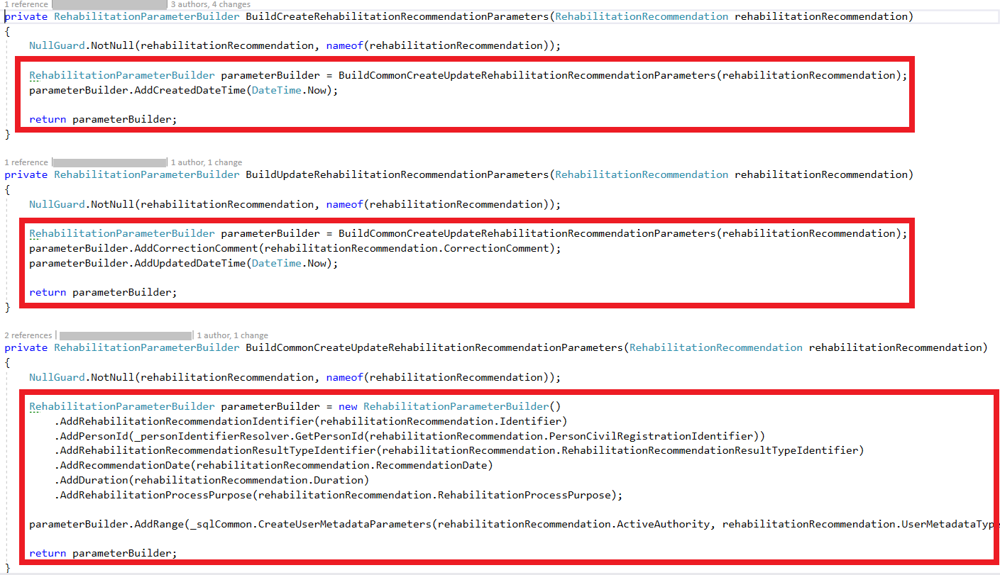 1 reference | | 3 authors, 4 changes
private RehabilitationParameterBuilder BuildCreateRehabilitationRecommendationParameters(RehabilitationRecommendation rehabilitationRecommendation)
{
NullGuard.NotNull(rehabilitationRecommendation, nameof(rehabilitationRecommendation));
RehabilitationParameterBuilder parameterBuilder = BuildCommonCreateUpdateRehabilitationRecommendationParameters(rehabilitationRecommendation);
parameterBuilder.AddCreatedDateTime(DateTime.Now);
return parameterBuilder;
}
1 reference | | 1 author, 1 change
private RehabilitationParameterBuilder BuildUpdateRehabilitationRecommendationParameters(RehabilitationRecommendation rehabilitationRecommendation)
{
NullGuard.NotNull(rehabilitationRecommendation, nameof(rehabilitationRecommendation));
RehabilitationParameterBuilder parameterBuilder = BuildCommonCreateUpdateRehabilitationRecommendationParameters(rehabilitationRecommendation);
parameterBuilder.AddCorrectionComment(rehabilitationRecommendation.CorrectionComment);
parameterBuilder.AddUpdatedDateTime(DateTime.Now);
return parameterBuilder;
}
2 references | | 1 author, 1 change
private RehabilitationParameterBuilder BuildCommonCreateUpdateRehabilitationRecommendationParameters(RehabilitationRecommendation rehabilitationRecommendation)
{
NullGuard.NotNull(rehabilitationRecommendation, nameof(rehabilitationRecommendation));
RehabilitationParameterBuilder parameterBuilder = new RehabilitationParameterBuilder()
.AddRehabilitationRecommendationIdentifier(rehabilitationRecommendation.Identifier)
.AddPersonId(_personIdentifierResolver.GetPersonId(rehabilitationRecommendation.PersonCivilRegistrationIdentifier))
.AddRehabilitationRecommendationResultTypeIdentifier(rehabilitationRecommendation.RehabilitationRecommendationResultTypeIdentifier)
.AddRecommendationDate(rehabilitationRecommendation.RecommendationDate)
.AddDuration(rehabilitationRecommendation.Duration)
.AddRehabilitationProcessPurpose(rehabilitationRecommendation.RehabilitationProcessPurpose);
parameterBuilder.AddRange(_sqlCommon.CreateUserMetadataParameters(rehabilitationRecommendation.ActiveAuthority, rehabilitationRecommendation.UserMetadataType
return parameterBuilder;
}